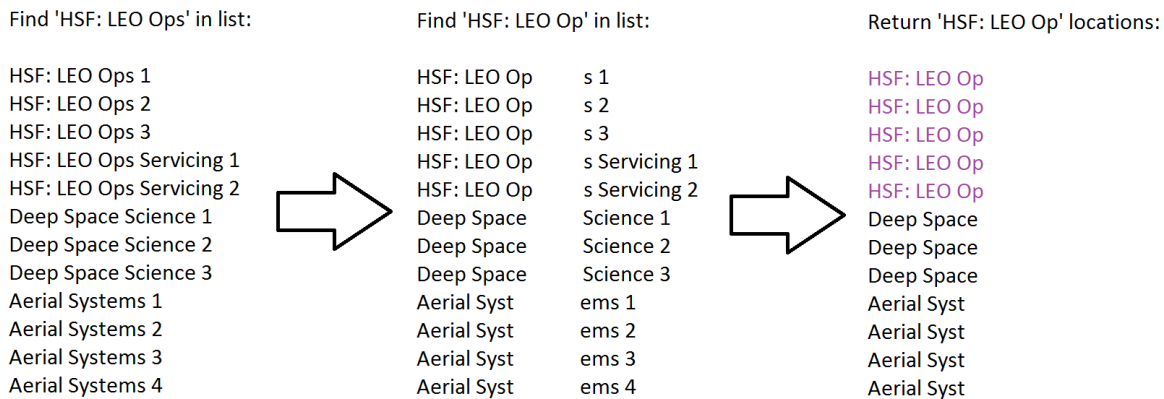 Find 'HSF: LEO Ops' in list:
HSF: LEO Ops 1
HSF: LEO Ops 2
HSF: LEO Ops 3
HSF: LEO Ops Servicing 1
HSF: LEO Ops Servicing 2
Deep Space Science 1
Deep Space Science 2
Deep Space Science 3
Aerial Systems 1
Aerial Systems 2
Aerial Systems 3
Aerial Systems 4
Find 'HSF: LEO Op' in list:
HSF: LEO Op s 1
HSF: LEO Op s 2
HSF: LEO Op s 3
HSF: LEO Op s Servicing 1
HSF: LEO Op s Servicing 2
Deep Space Science 1
Deep Space Science 2
Deep Space Science 3
Aerial Syst ems 1
Aerial Syst ems 2
Aerial Syst ems 3
Aerial Syst ems 4
Return 'HSF: LEO Op' locations:
HSF: LEO Op
HSF: LEO Op
HSF: LEO Op
HSF: LEO Op
HSF: LEO Op
Deep Space
Deep Space
Deep Space
Aerial Syst
Aerial Syst
Aerial Syst
Aerial Syst